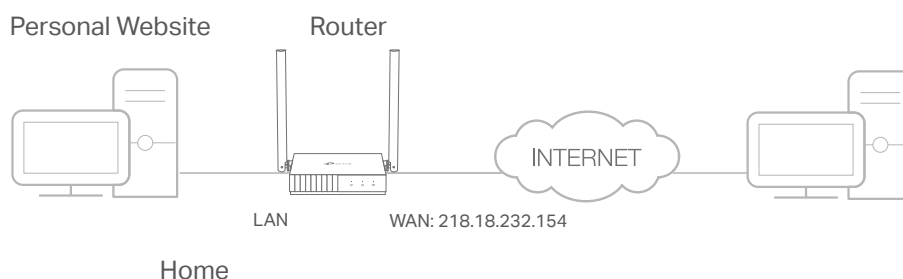 Personal Website
Router
INTERNET
LAN
WAN: 218.18.232.154
Home